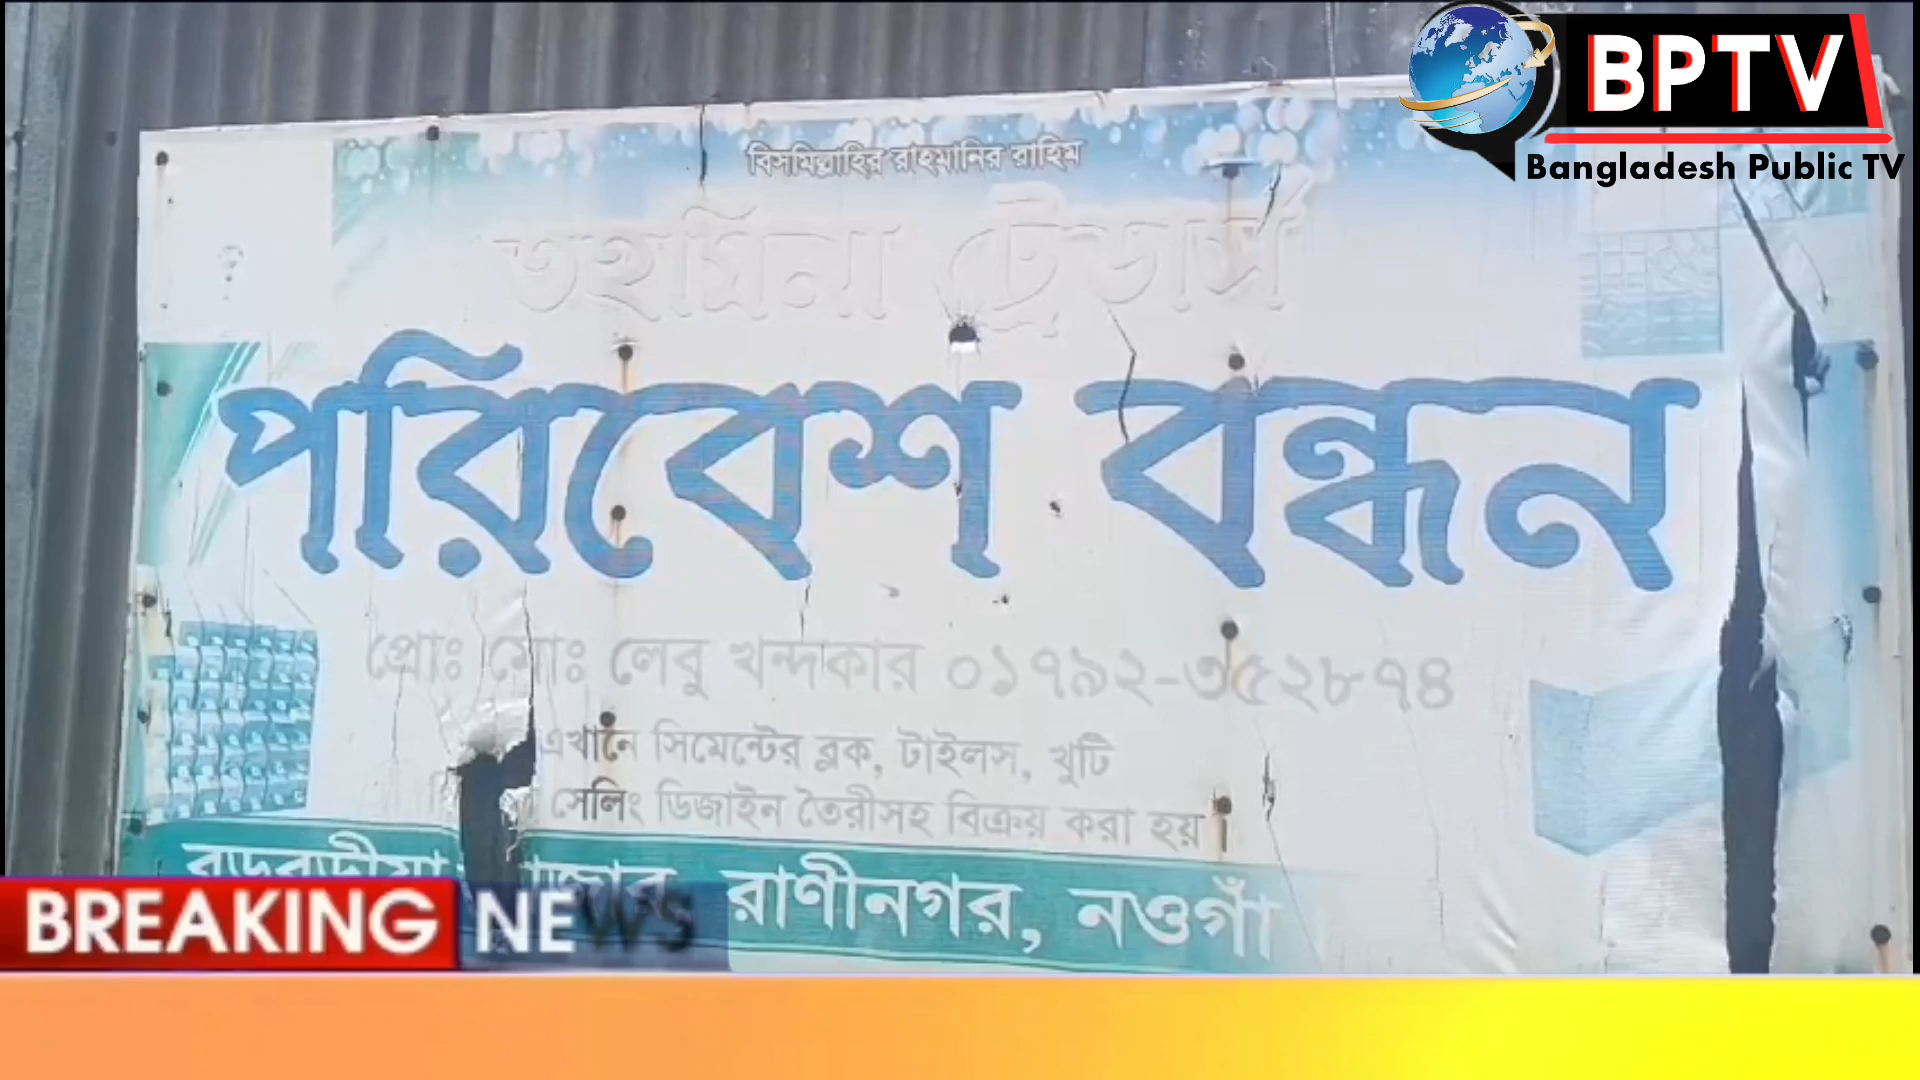 BPTV
Bangladesh Public TV
বিসমিল্লাহির রাহমানির রাহিম
তহমিনা ট্রেডার্স
পরিবেশ বন্ধন
প্রোঃ মোঃ লেবু খন্দকার ০১৭৯২-৩৫২৮৭৪
এখানে সিমেন্টের ব্লক, টাইলস, খুটি
সেলিং ডিজাইন তৈরীসহ বিক্রয় করা হয়
রাণীনগর, নওগাঁ
BREAKING NEWS